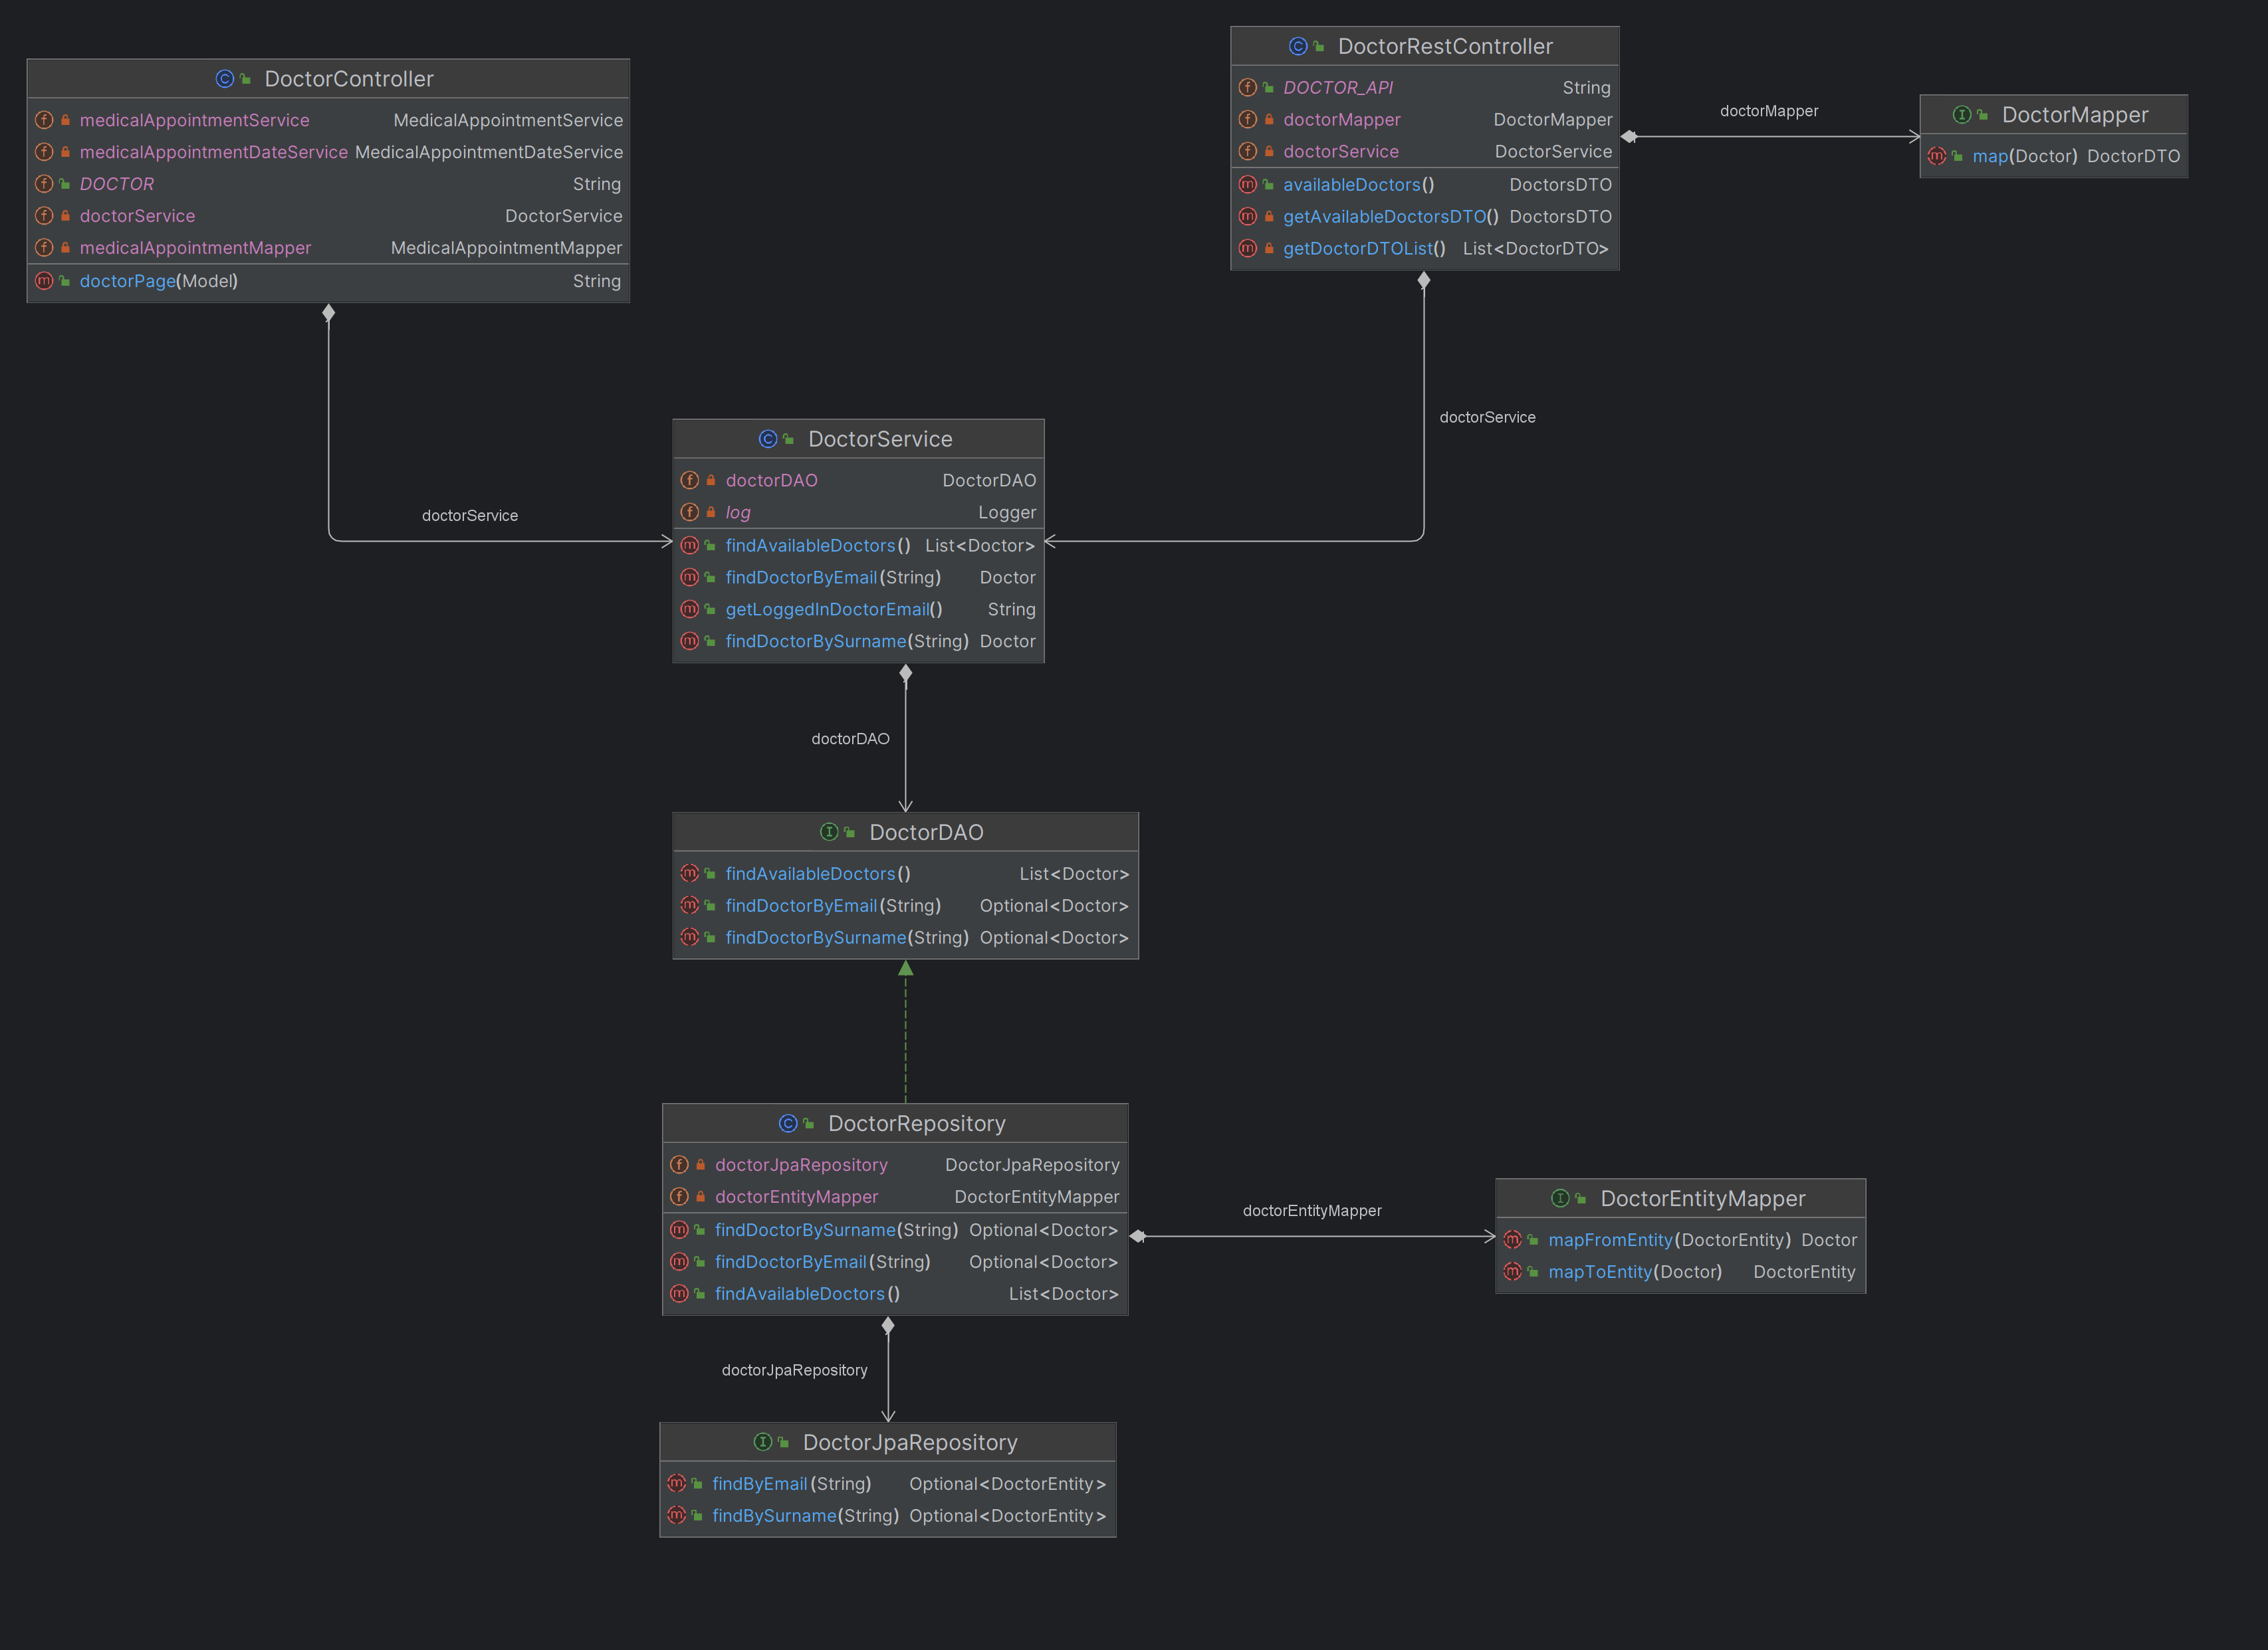 DoctorController
medicalAppointmentService MedicalAppointmentService
medicalAppointmentDateService MedicalAppointmentDateService
DOCTOR String
doctorService DoctorService
medicalAppointmentMapper MedicalAppointmentMapper
doctorPage(Model) String
DoctorRestController
DOCTOR_API String
doctorMapper DoctorMapper
doctorService DoctorService
availableDoctors() DoctorsDTO
getAvailableDoctorsDTO() DoctorsDTO
getDoctorDTOList() List<DoctorDTO>
doctorMapper
DoctorMapper
map(Doctor) DoctorDTO
doctorService
doctorService
DoctorService
doctorDAO DoctorDAO
log Logger
findAvailableDoctors() List<Doctor>
findDoctorByEmail(String) Doctor
getLoggedInDoctorEmail() String
findDoctorBySurname(String) Doctor
doctorDAO
DoctorDAO
findAvailableDoctors() List<Doctor>
findDoctorByEmail(String) Optional<Doctor>
findDoctorBySurname(String) Optional<Doctor>
DoctorRepository
doctorJpaRepository DoctorJpaRepository
doctorEntityMapper DoctorEntityMapper
findDoctorBySurname(String) Optional<Doctor>
findDoctorByEmail(String) Optional<Doctor>
findAvailableDoctors() List<Doctor>
doctorEntityMapper
DoctorEntityMapper
mapFromEntity(DoctorEntity) Doctor
mapToEntity(Doctor) DoctorEntity
doctorJpaRepository
DoctorJpaRepository
findByEmail(String) Optional<DoctorEntity>
findBySurname(String) Optional<DoctorEntity>